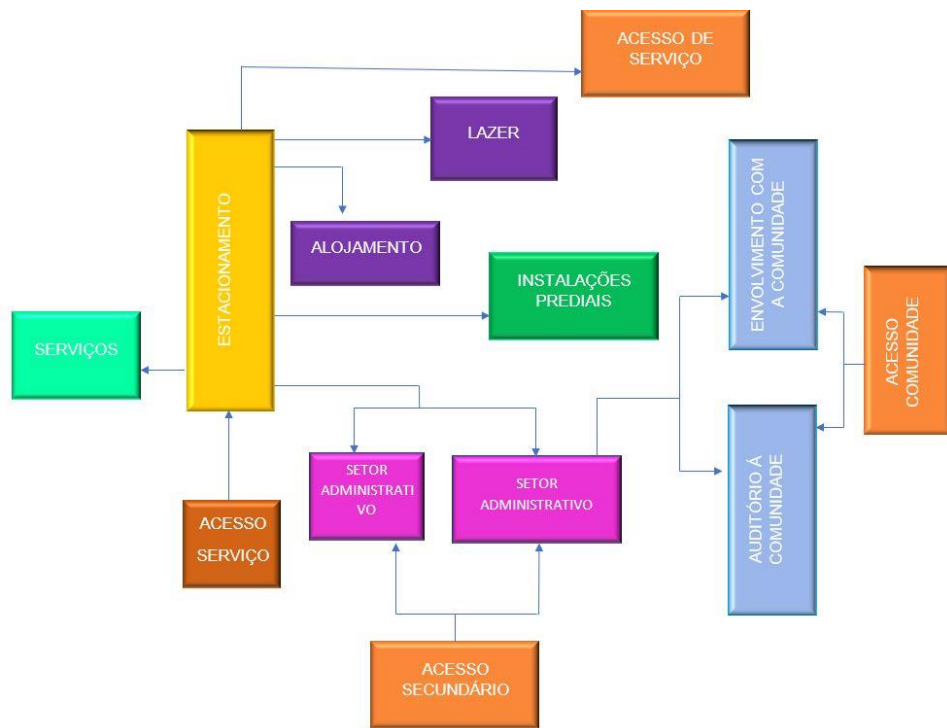 ACESSO DE
SERVIÇO
LAZER
ESTACIONAMENTO
ALOJAMENTO
ENVOLVIMENTO COM
A COMUNIDADE
INSTALAÇÕES
PREDIAIS
SERVIÇOS
ACESSO
COMUNIDADE
SETOR
ADMINISTRATI
VO
SETOR
ADMINISTRATIVO
AUDITÓRIO Á
COMUNIDADE
ACESSO
SERVIÇO
ACESSO
SECUNDÁRIO